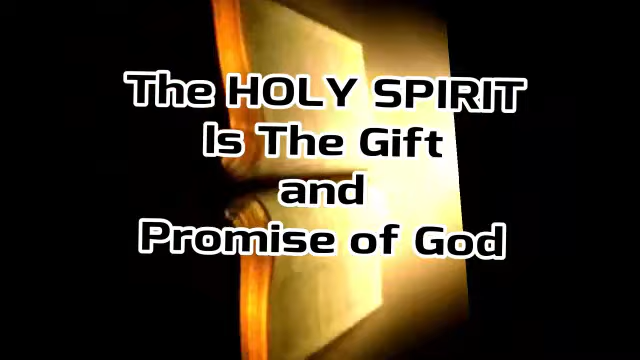 The HOLY SPIRIT
Is The Gift
and
Promise of God